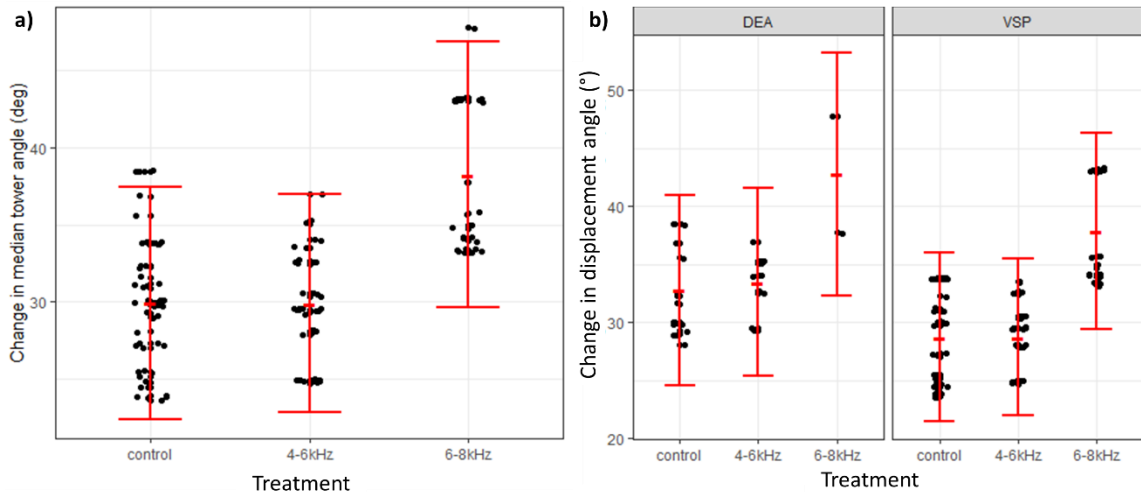 a)
Change in median tower angle (deg)
40
30
control
4-6kHz
6-8kHz
Treatment
b)
DEA
VSP
Change in displacement angle (°)
50
40
30
20
control
4-6kHz
6-8kHz
control
4-6kHz
6-8kHz
Treatment